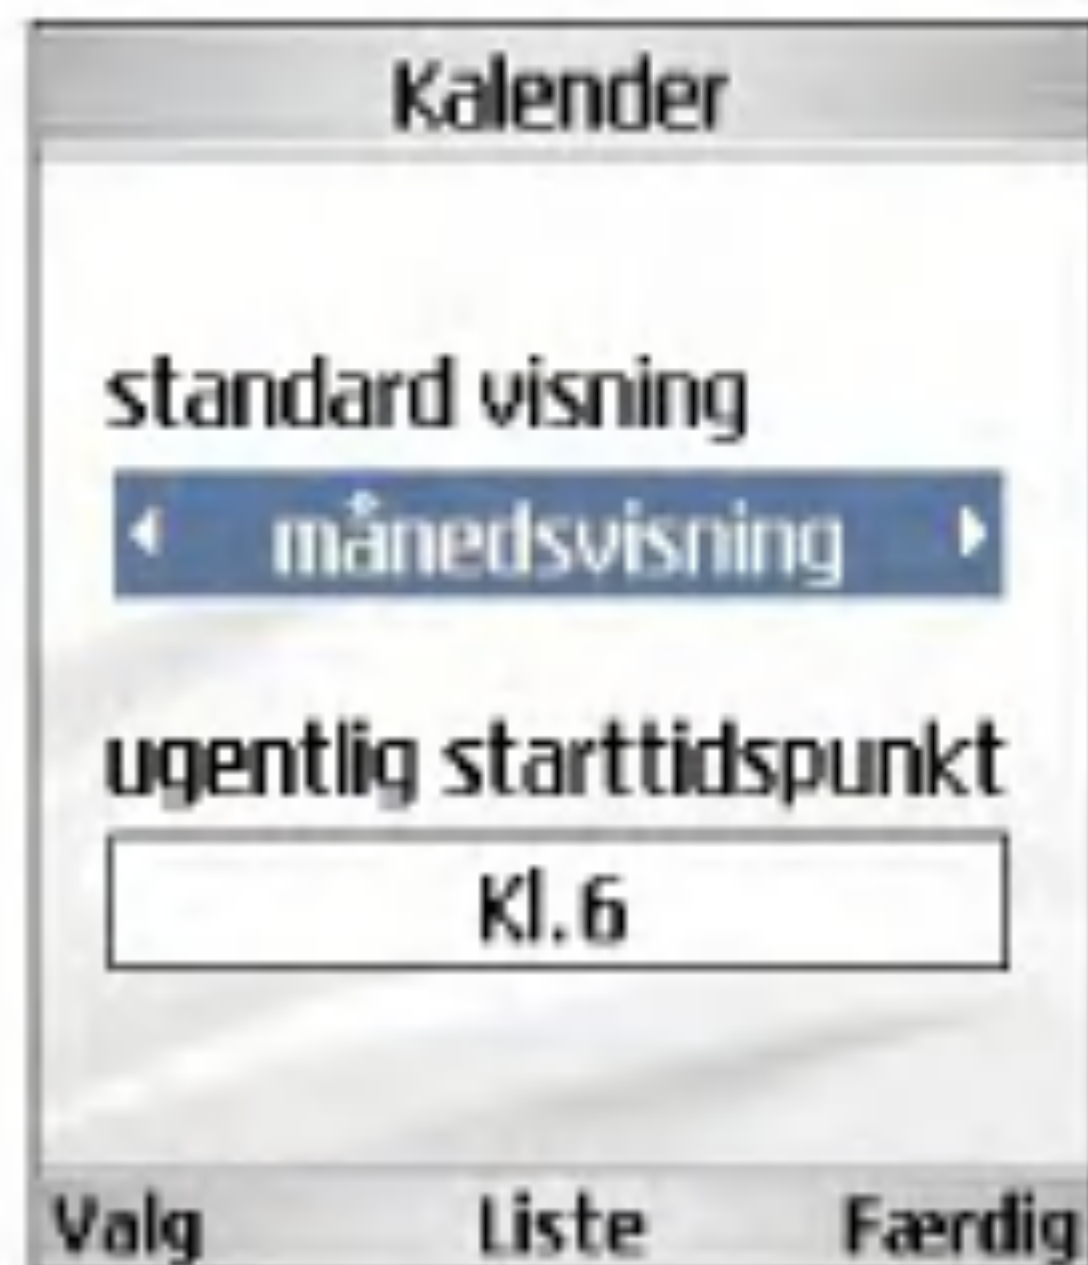 Kalender
standard visning
månedsvisning
ugentlig starttidspunkt
Kl.6
Valg Liste Færdig